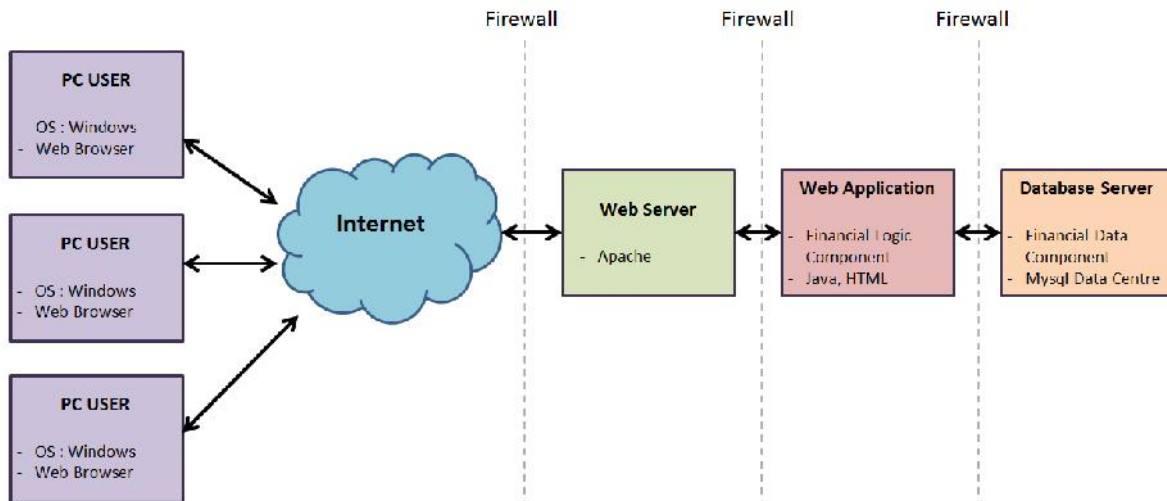 Firewall
Firewall
Firewall
PC USER
OS : Windows
- Web Browser
PC USER
- OS : Windows
- Web Browser
PC USER
- OS : Windows
- Web Browser
Internet
Web Server
- Apache
Web Application
- Financial Logic
Component
- Java, HTML
Database Server
- Financial Data
Component
- Mysql Data Centre